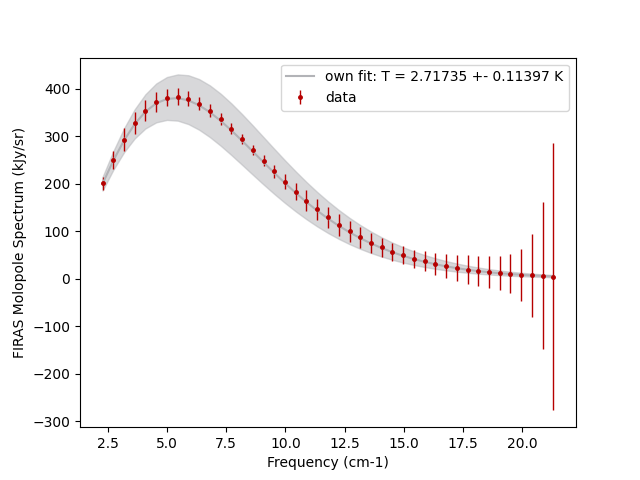 own fit: T = 2.71735 +- 0.11397 K
data
FIRAS Molopole Spectrum (kJy/sr)
400
300
200
100
0
−100
−200
−300
2.5 5.0 7.5 10.0 12.5 15.0 17.5 20.0
Frequency (cm-1)